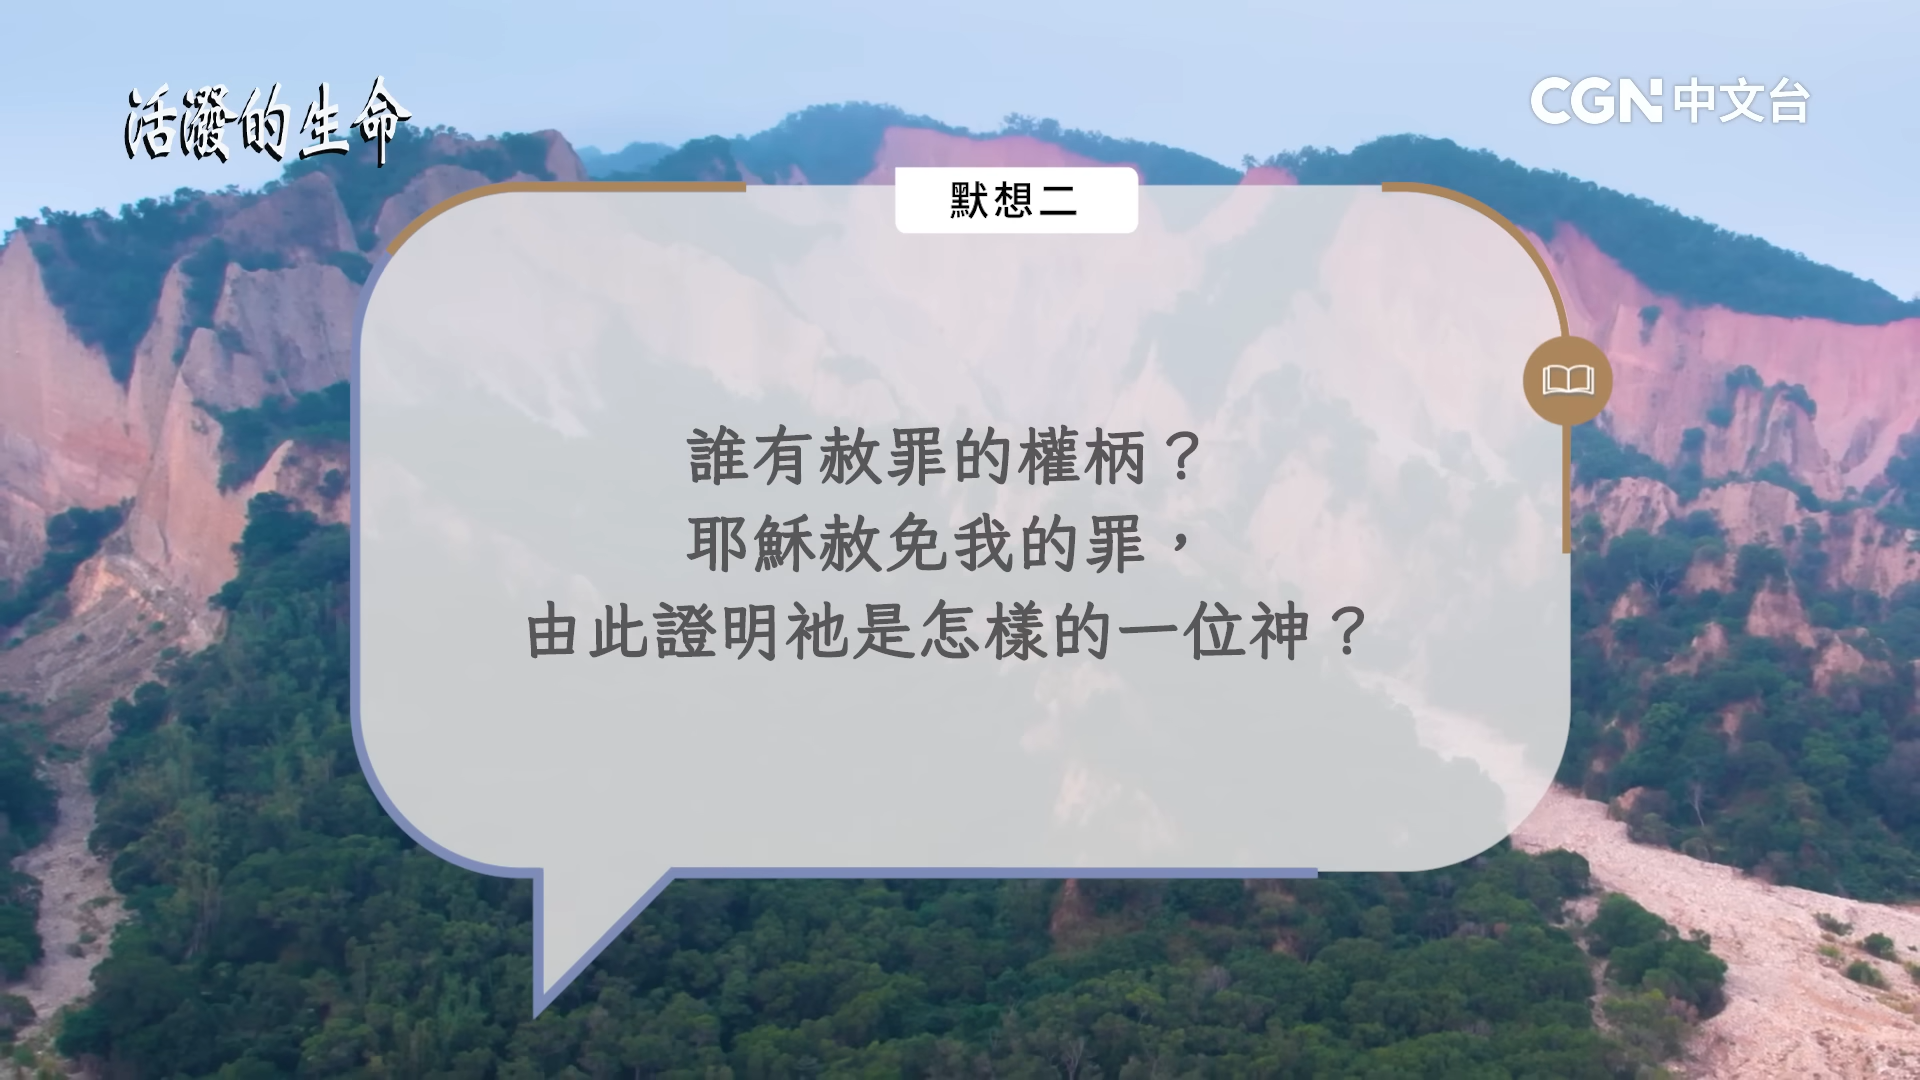 活潑的生命
CGN中文台
默想二
誰有赦罪的權柄？
耶穌赦免我的罪，
由此證明祂是怎樣的一位神？